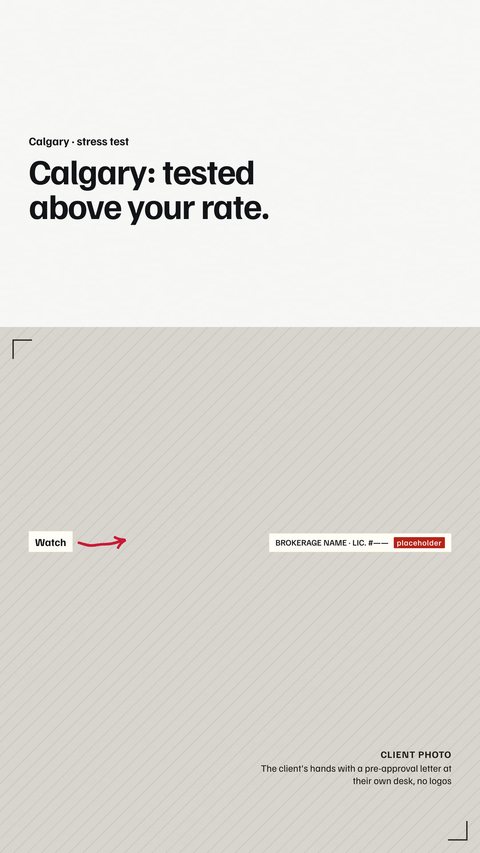 Calgary · stress test
Calgary: tested
above your rate.
Watch
BROKERAGE NAME · LIC. #—— placeholder
CLIENT PHOTO
The client's hands with a pre-approval letter at
their own desk, no logos